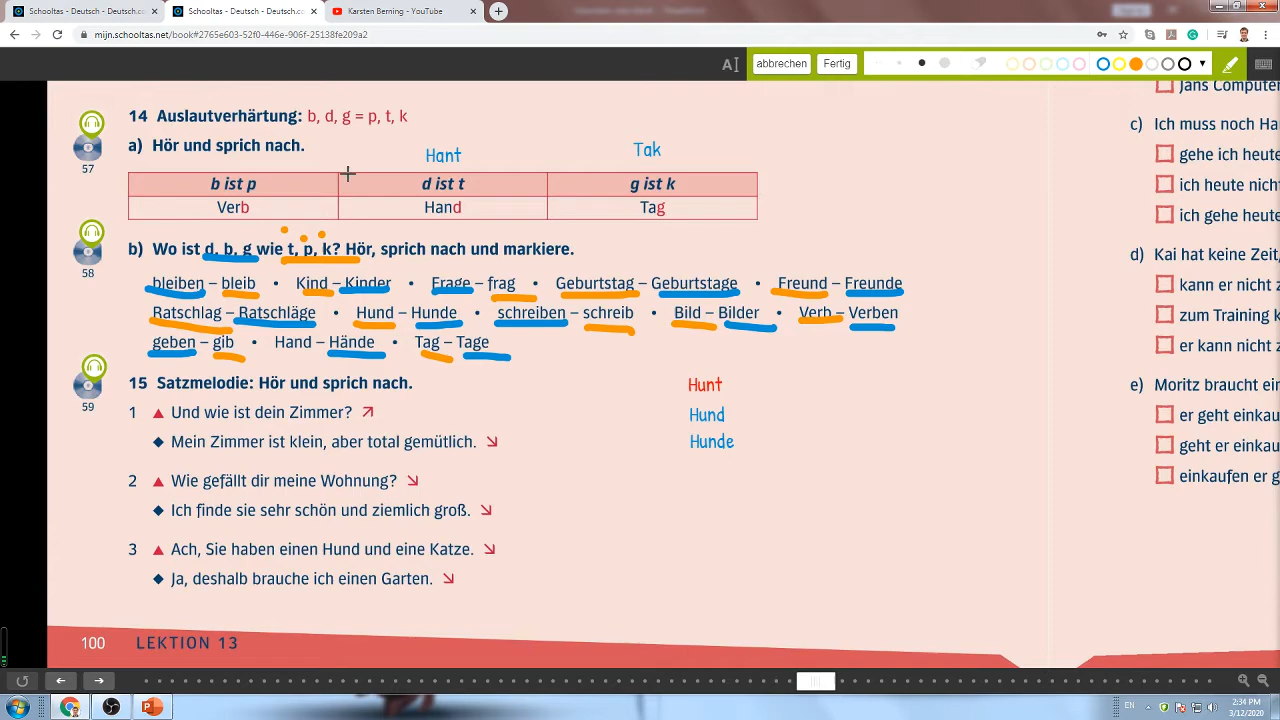 Schooltas - Deutsch - Deutsch.co
Schooltas - Deutsch - Deutsch.co
Karsten Berning - YouTube
mijn.schooltas.net/book#2765e603-52f0-446e-906f-25138fe209a2
abbrechen Fertig
14 Auslautverhärtung: b, d, g = p, t, k
57
a) Hör und sprich nach.
Hant Tak
b ist p d ist t g ist k
Verb Hand Tag
58
b) Wo ist d, b, g wie t, p, k? Hör, sprich nach und markiere.
bleiben – bleib • Kind – Kinder • Frage – frag • Geburtstag – Geburtstage • Freund – Freunde
Ratschlag – Ratschläge • Hund – Hunde • schreiben – schreib • Bild – Bilder • Verb – Verben
geben – gib • Hand – Hände • Tag – Tage
59
15 Satzmelodie: Hör und sprich nach.
Hunt
1 ▲ Und wie ist dein Zimmer? ↗
Hund
◆ Mein Zimmer ist klein, aber total gemütlich. ↘
Hunde
2 ▲ Wie gefällt dir meine Wohnung? ↘
◆ Ich finde sie sehr schön und ziemlich groß. ↘
3 ▲ Ach, Sie haben einen Hund und eine Katze. ↘
◆ Ja, deshalb brauche ich einen Garten. ↘
Jans Computer
c) Ich muss noch Ha
gehe ich heute
ich heute nich
ich gehe heute
d) Kai hat keine Zeit,
kann er nicht z
zum Training k
er kann nicht z
e) Moritz braucht ei
er geht einkau
geht er einkau
einkaufen er g
100 LEKTION 13
EN
2:34 PM
3/12/2020